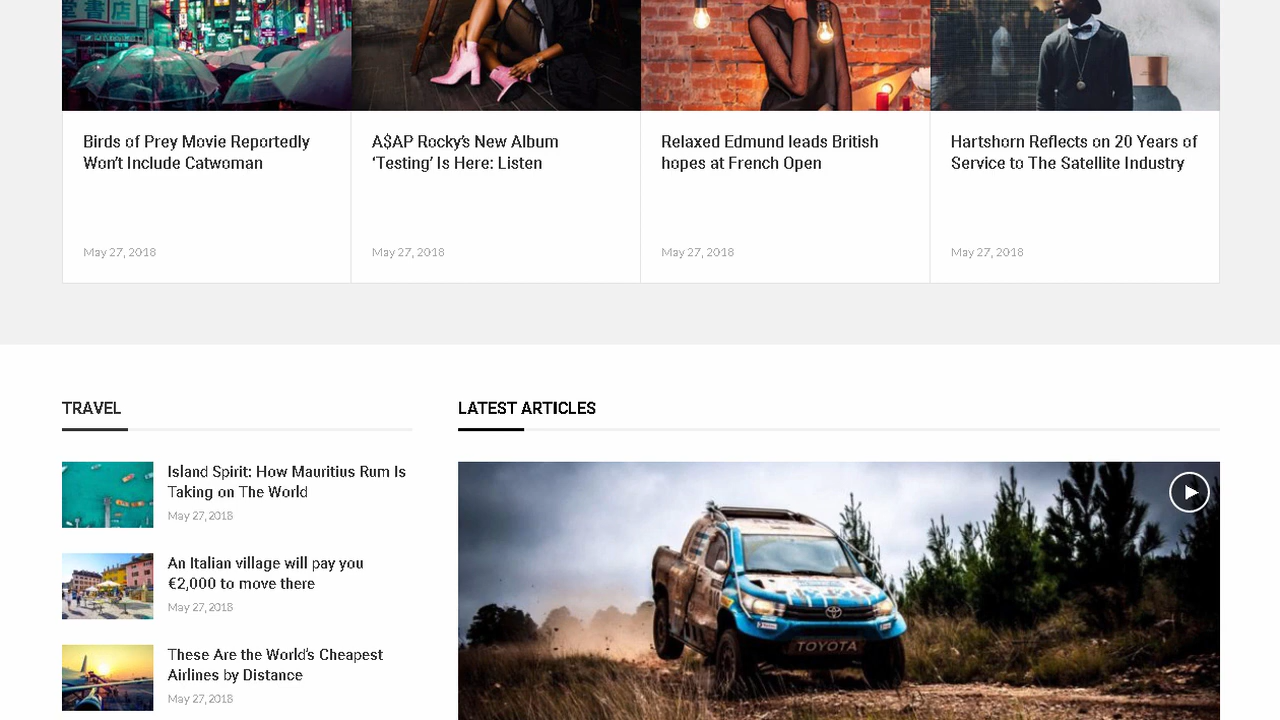 Birds of Prey Movie Reportedly
Won't Include Catwoman
May 27, 2018
A$AP Rocky's New Album
'Testing' Is Here: Listen
May 27, 2018
Relaxed Edmund leads British
hopes at French Open
May 27, 2018
Hartshorn Reflects on 20 Years of
Service to The Satellite Industry
May 27, 2018
TRAVEL
Island Spirit: How Mauritius Rum Is
Taking on The World
May 27, 2018
An Italian village will pay you
€2,000 to move there
May 27, 2018
These Are the World's Cheapest
Airlines by Distance
May 27, 2018
LATEST ARTICLES
TOYOTA